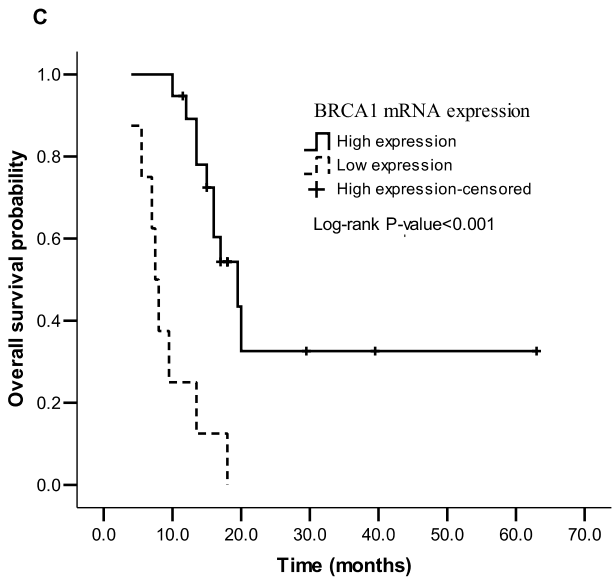 C
BRCA1 mRNA expression
High expression
Low expression
High expression-censored
Log-rank P-value<0.001
Overall survival probability
1.0
0.8
0.6
0.4
0.2
0.0
0.0 10.0 20.0 30.0 40.0 50.0 60.0 70.0
Time (months)